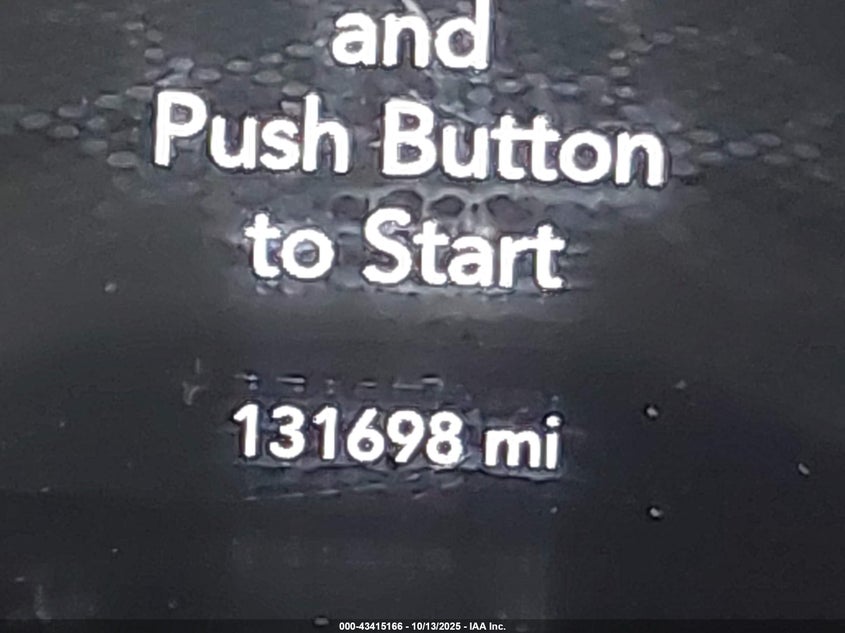 and
Push Button
to Start
131698 mi
000-43415166 - 10/13/2025 - IAA Inc.